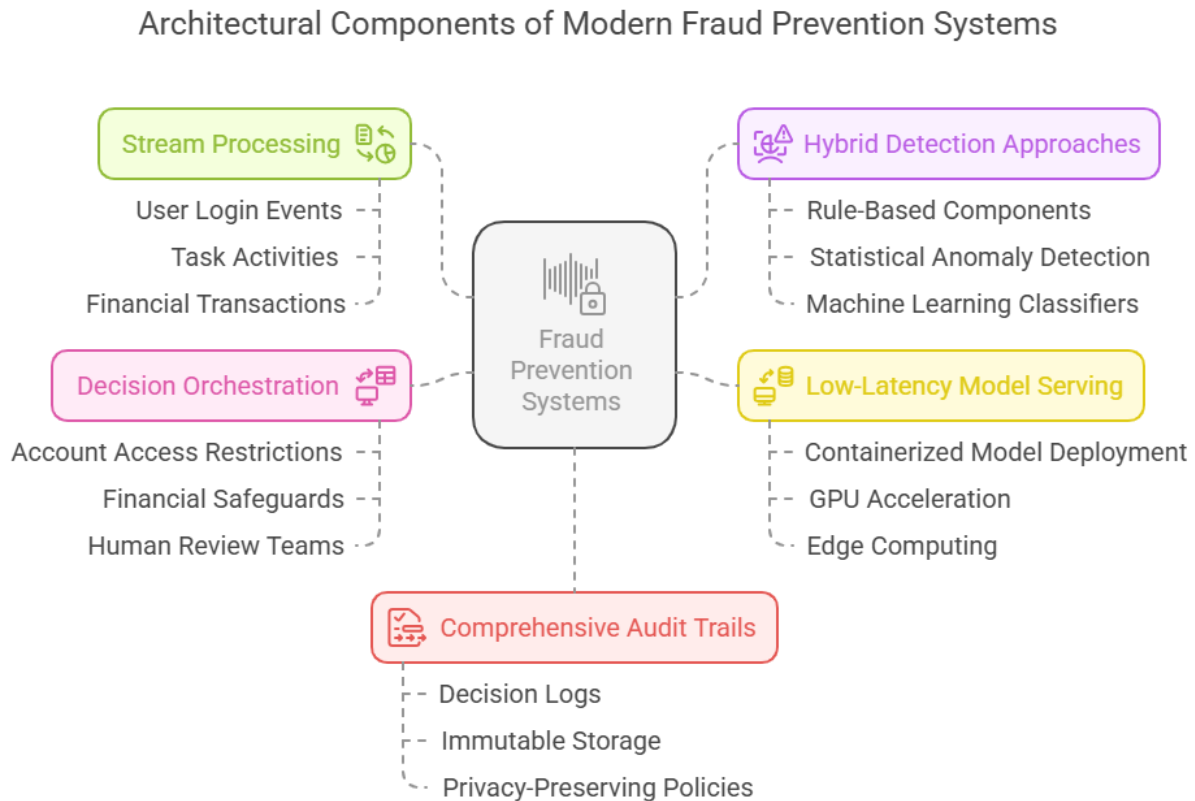 Architectural Components of Modern Fraud Prevention Systems
Stream Processing
User Login Events
Task Activities
Financial Transactions
Hybrid Detection Approaches
Rule-Based Components
Statistical Anomaly Detection
Machine Learning Classifiers
Fraud
Prevention
Systems
Decision Orchestration
Account Access Restrictions
Financial Safeguards
Human Review Teams
Low-Latency Model Serving
Containerized Model Deployment
GPU Acceleration
Edge Computing
Comprehensive Audit Trails
Decision Logs
Immutable Storage
Privacy-Preserving Policies